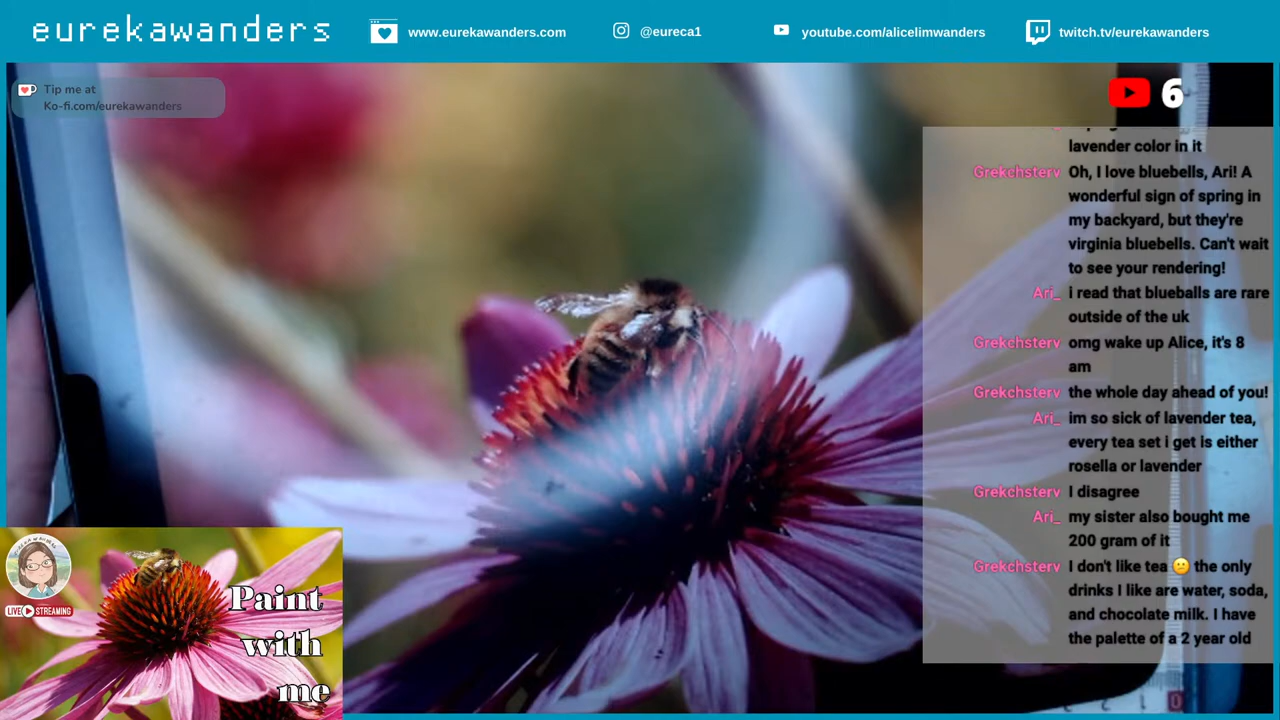 eurekawanders
www.eurekawanders.com
@eureca1
youtube.com/alicelimwanders
twitch.tv/eurekawanders
Tip me at
Ko-fi.com/eurekawanders
6
lavender color in it
Grekchsterv Oh, I love bluebells, Ari! A
wonderful sign of spring in
my backyard, but they're
virginia bluebells. Can't wait
to see your rendering!
Ari_ i read that blueballs are rare
outside of the uk
Grekchsterv omg wake up Alice, it's 8
am
Grekchsterv the whole day ahead of you!
Ari_ im so sick of lavender tea,
every tea set i get is either
rosella or lavender
Grekchsterv I disagree
Ari_ my sister also bought me
200 gram of it
Grekchsterv I don't like tea 😕 the only
drinks I like are water, soda,
and chocolate milk. I have
the palette of a 2 year old
LIVE STREAMING
Paint
with
me
0